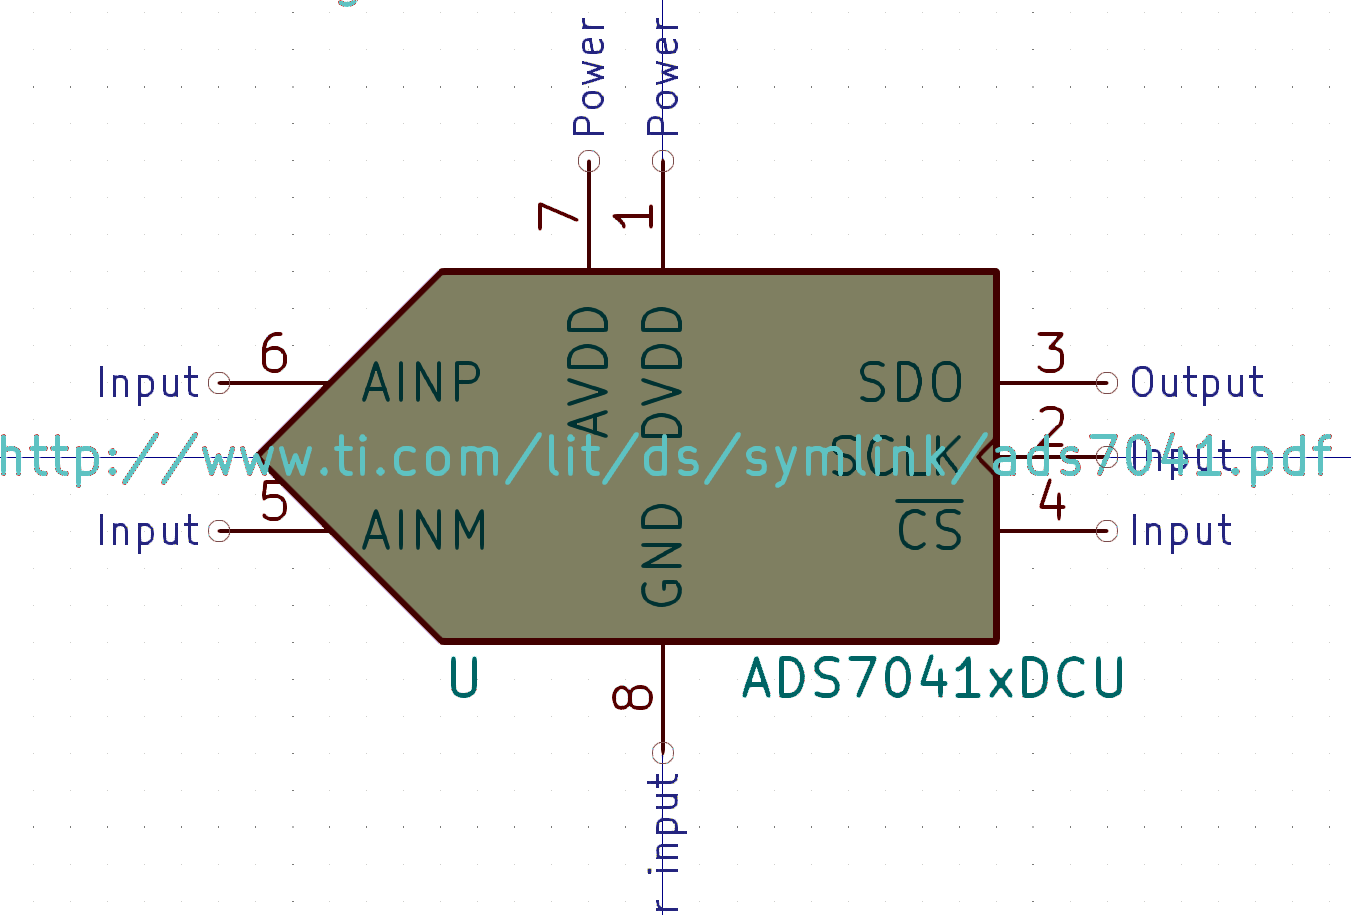 Power
Power
7
1
6
3
Input
AINP
AVDD
DVDD
SDO
Output
2
http://www.ti.com/lit/ds/symlink/ads7041.pdf
SCLK
Input
5
4
Input
AINM
GND
CS
Input
U
ADS7041xDCU
8
r input